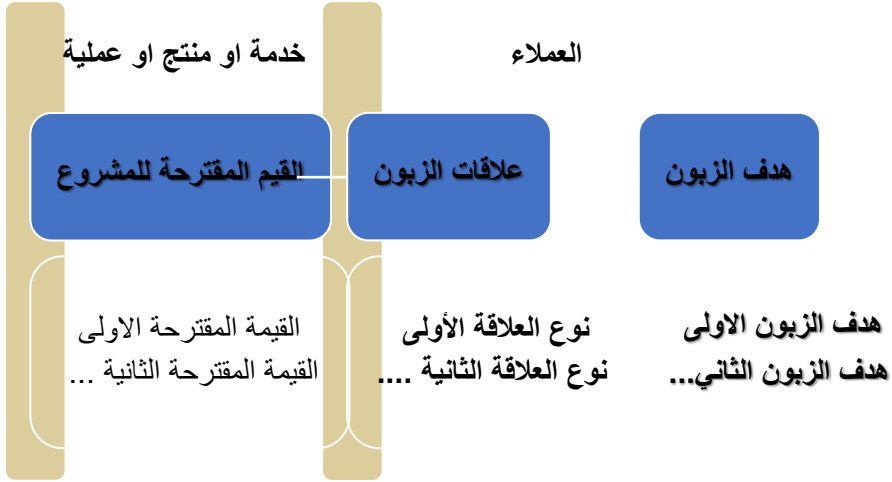 العملاء
خدمة او منتج او عملية
هدف الزبون
علاقات الزبون
القيم المقترحة للمشروع
هدف الزبون الاولى
هدف الزبون الثاني...
نوع العلاقة الأولى
نوع العلاقة الثانية ....
القيمة المقترحة الاولى
القيمة المقترحة الثانية ...